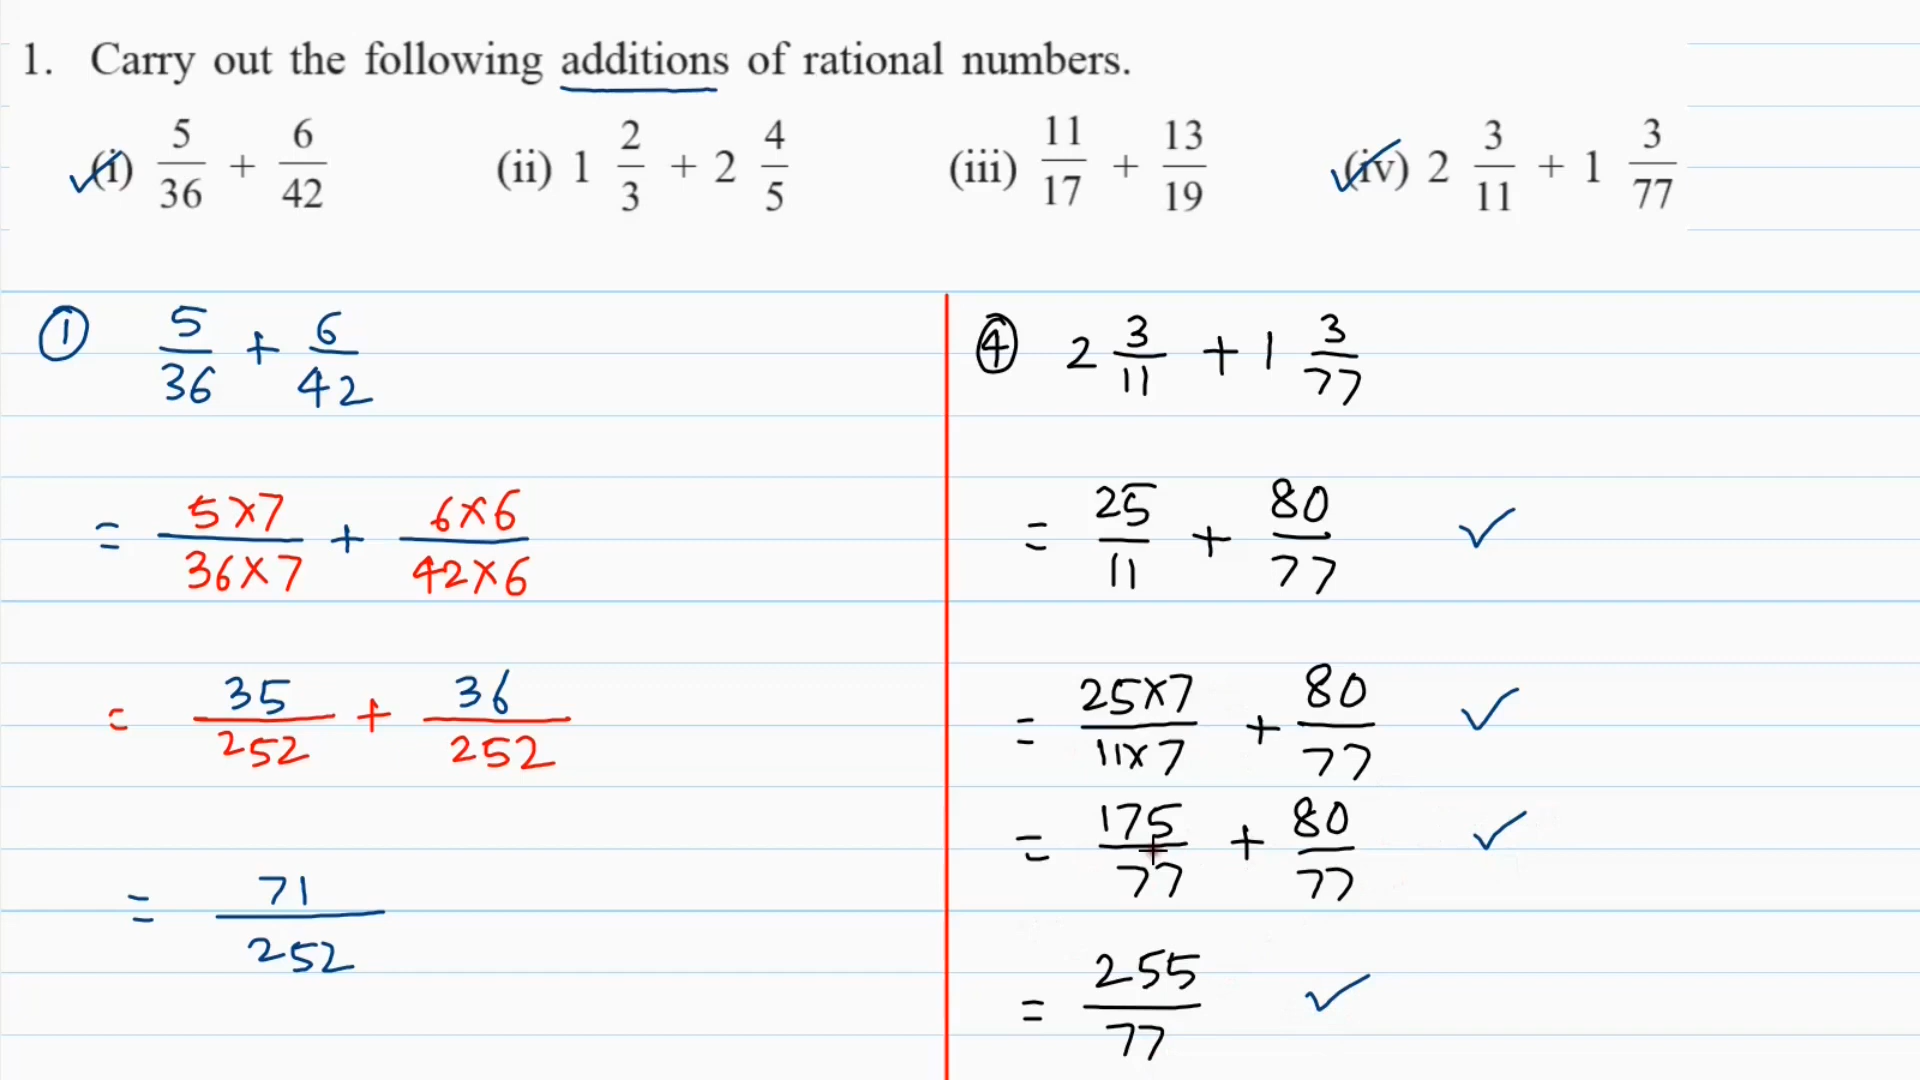 1. Carry out the following additions of rational numbers.
(i) 5/36 + 6/42 (ii) 1 2/3 + 2 4/5 (iii) 11/17 + 13/19 (iv) 2 3/11 + 1 3/77
① 5/36 + 6/42
= 5×7/36×7 + 6×6/42×6
= 35/252 + 36/252
= 71/252
④ 2 3/11 + 1 3/77
= 25/11 + 80/77
= 25×7/11×7 + 80/77
= 175/77 + 80/77
= 255/77